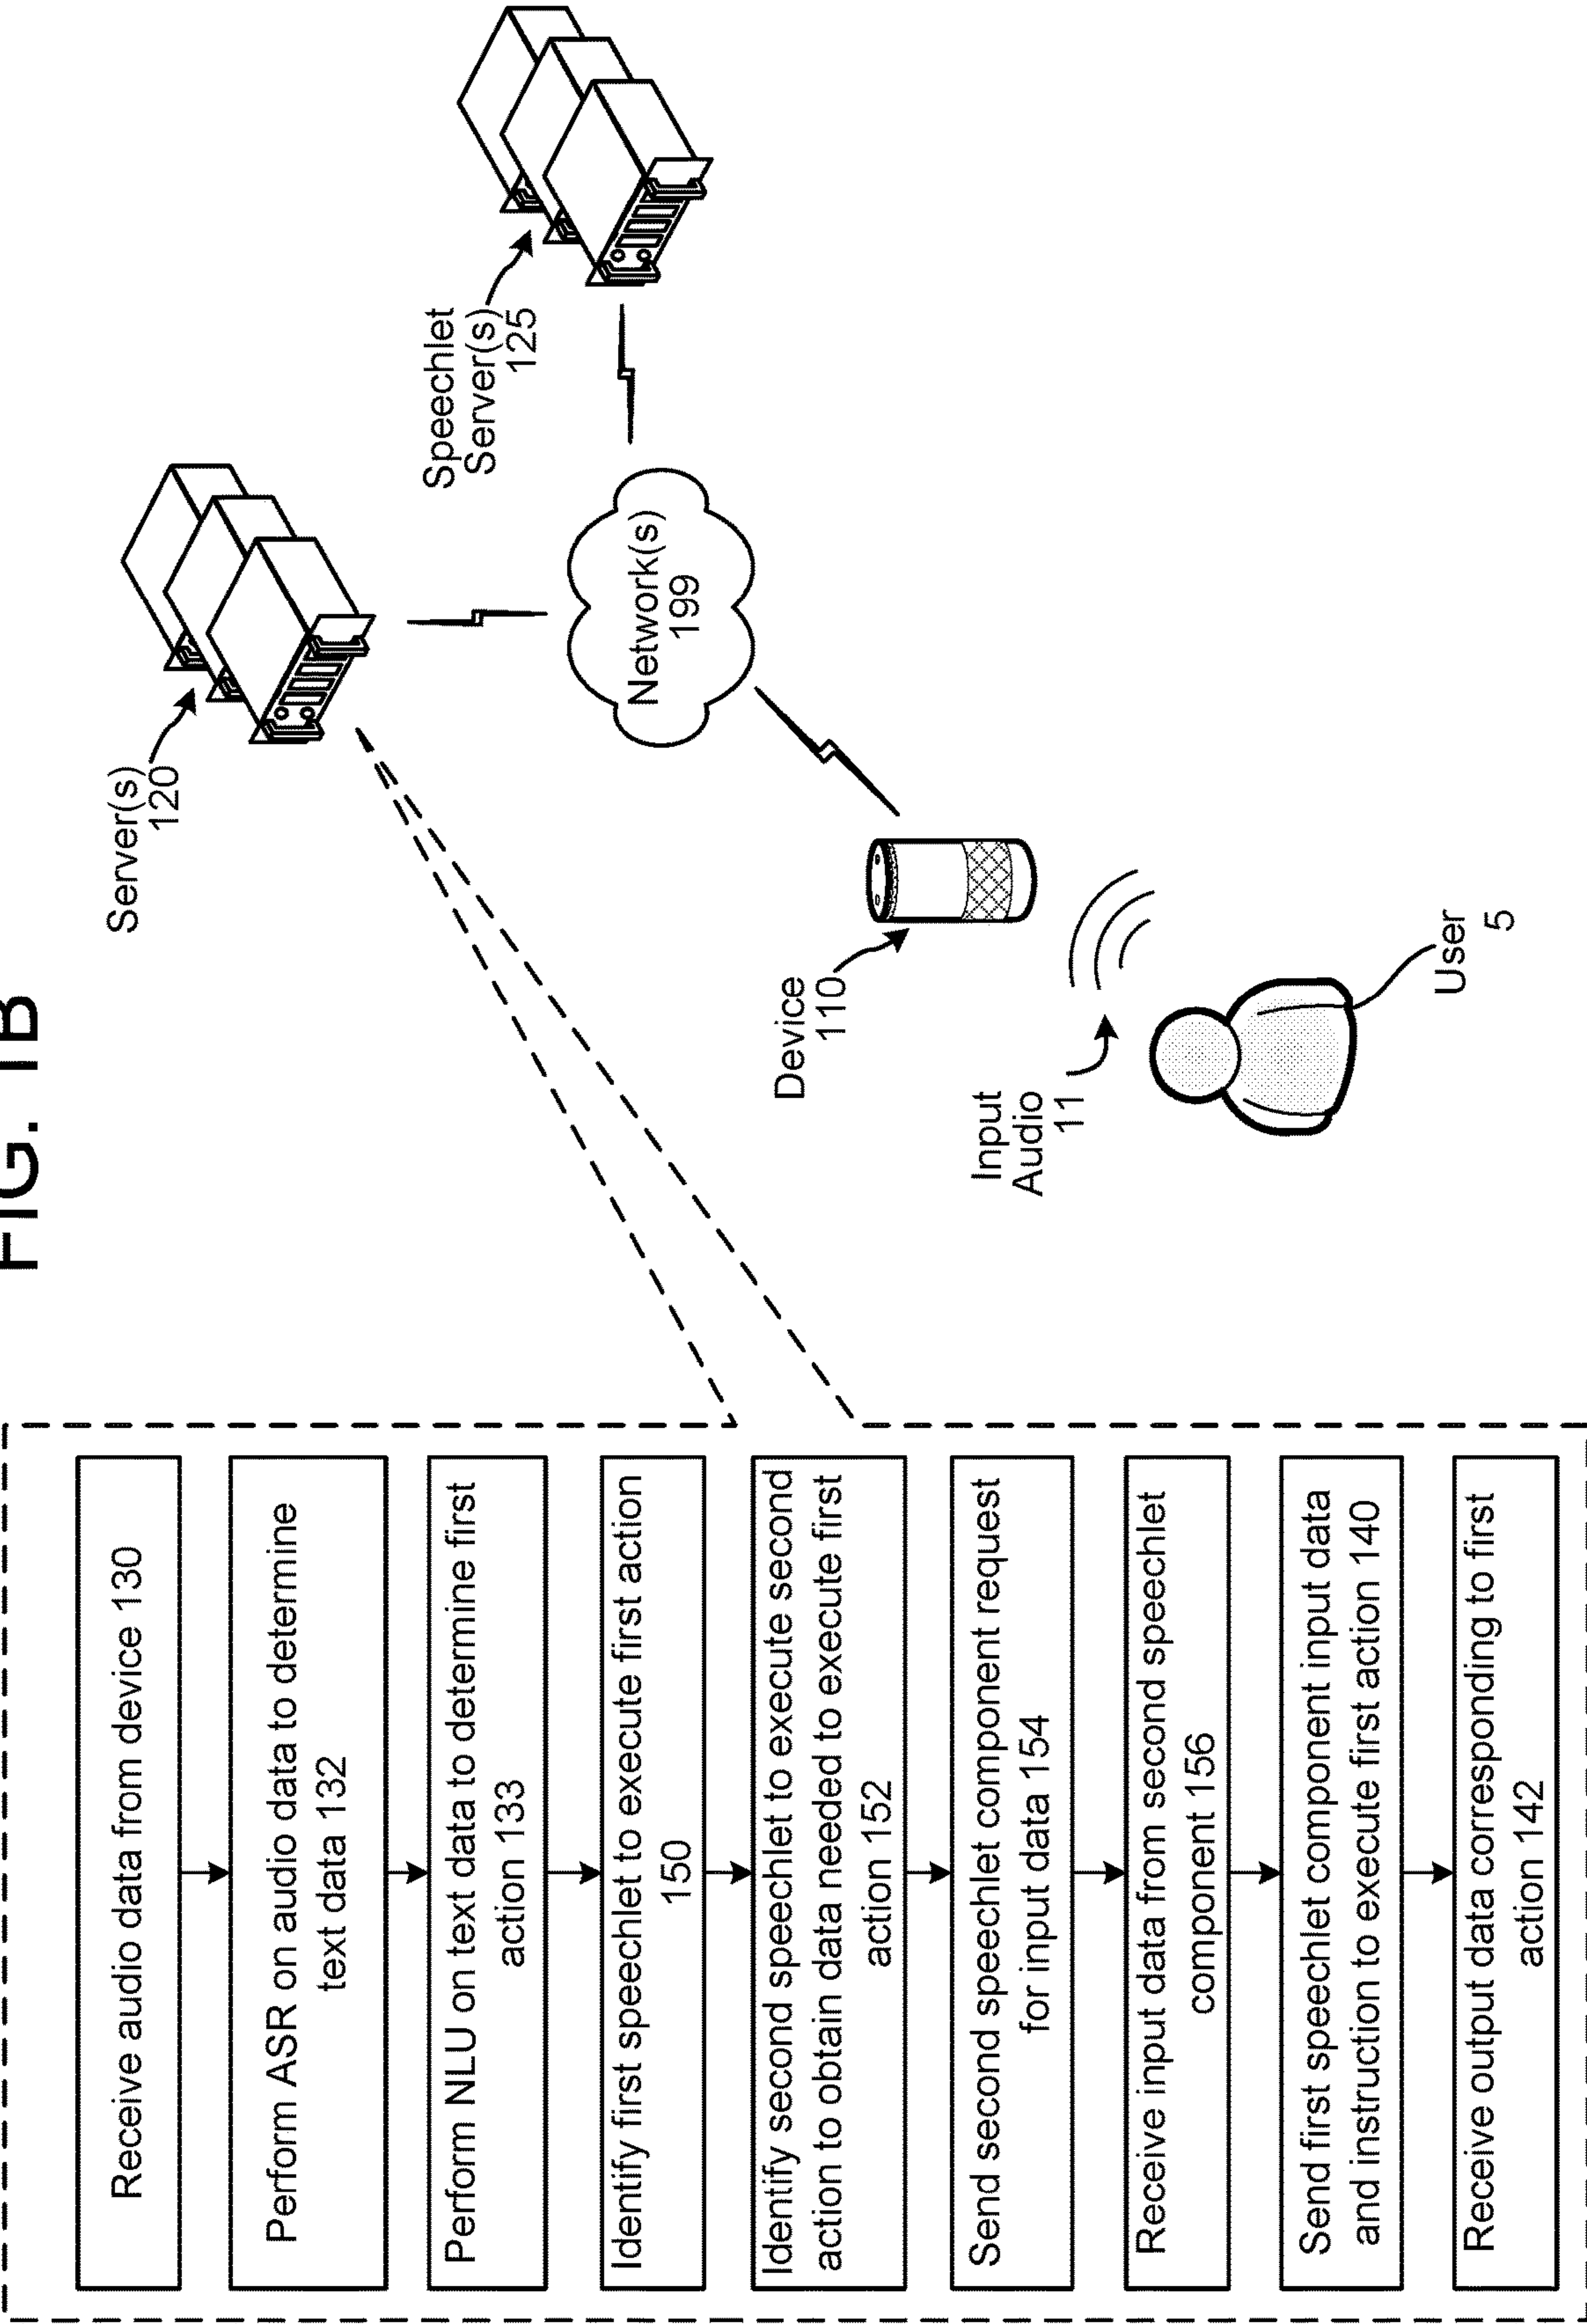 FIG. 1B
Receive audio data from device 130
Perform ASR on audio data to determine
text data 132
Perform NLU on text data to determine first
action 133
Identify first speechlet to execute first action
150
Identify second speechlet to execute second
action to obtain data needed to execute first
action 152
Send second speechlet component request
for input data 154
Receive input data from second speechlet
component 156
Send first speechlet component input data
and instruction to execute first action 140
Receive output data corresponding to first
action 142
Server(s)
120
Speechlet
Server(s)
125
Network(s)
199
Device
110
Input
Audio
11
User
5